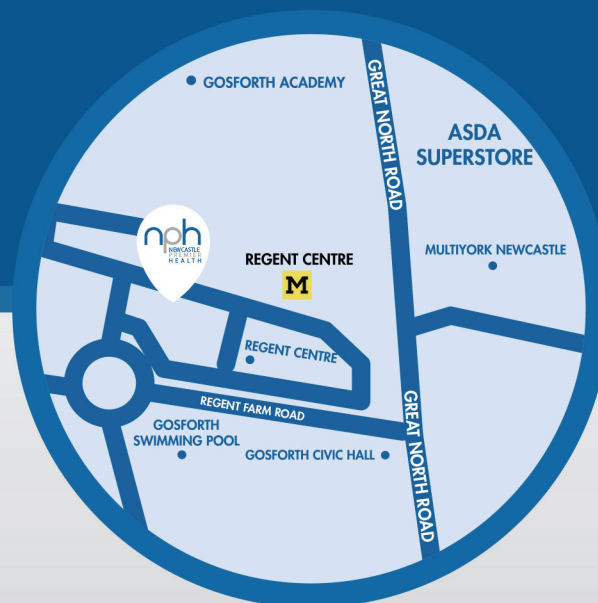 GOSFORTH ACADEMY
GREAT NORTH ROAD
ASDA
SUPERSTORE
nph
NEWCASTLE
PREMIER
HEALTH
REGENT CENTRE
M
MULTIYORK NEWCASTLE
REGENT CENTRE
REGENT FARM ROAD
GREAT NORTH ROAD
GOSFORTH
SWIMMING POOL
GOSFORTH CIVIC HALL